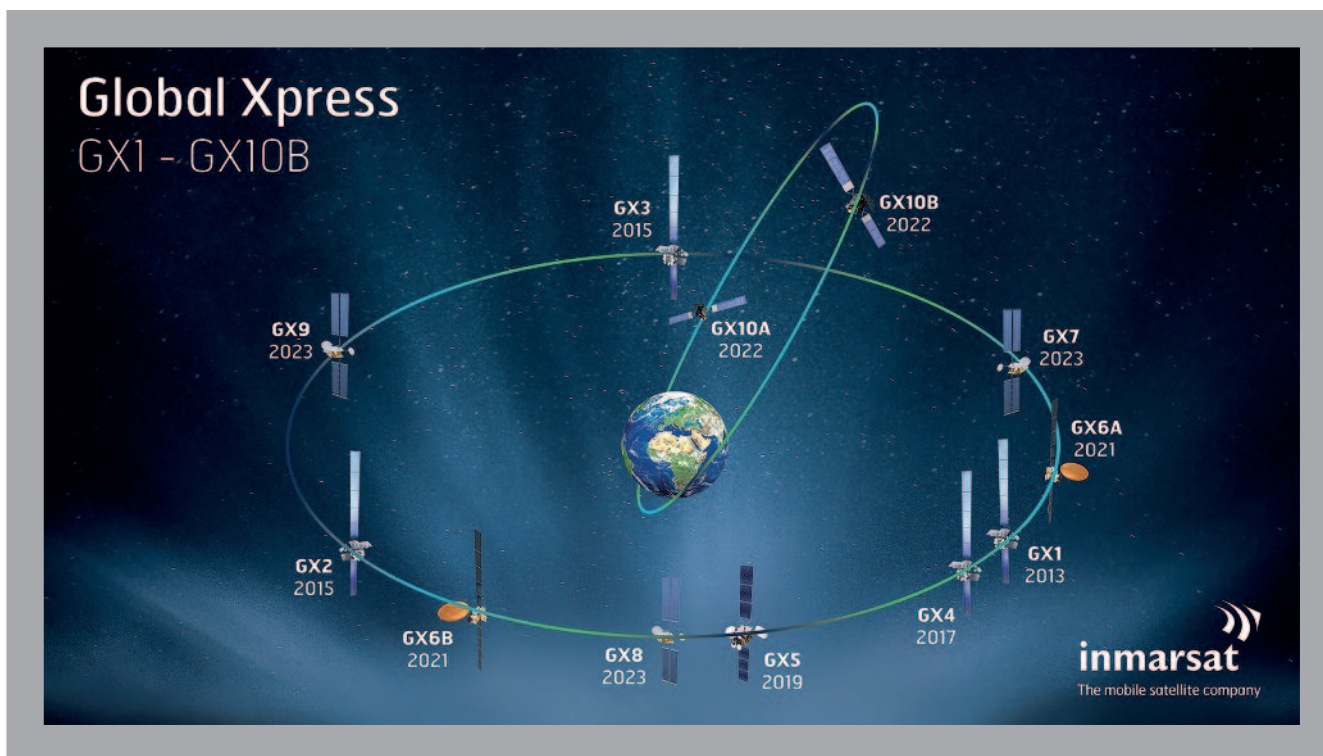 Global Xpress
GX1 - GX10B
GX3
2015
GX10B
2022
GX9
2023
GX10A
2022
GX7
2023
GX6A
2021
GX2
2015
GX1
2013
GX6B
2021
GX8
2023
GX5
2019
GX4
2017
inmarsat
The mobile satellite company